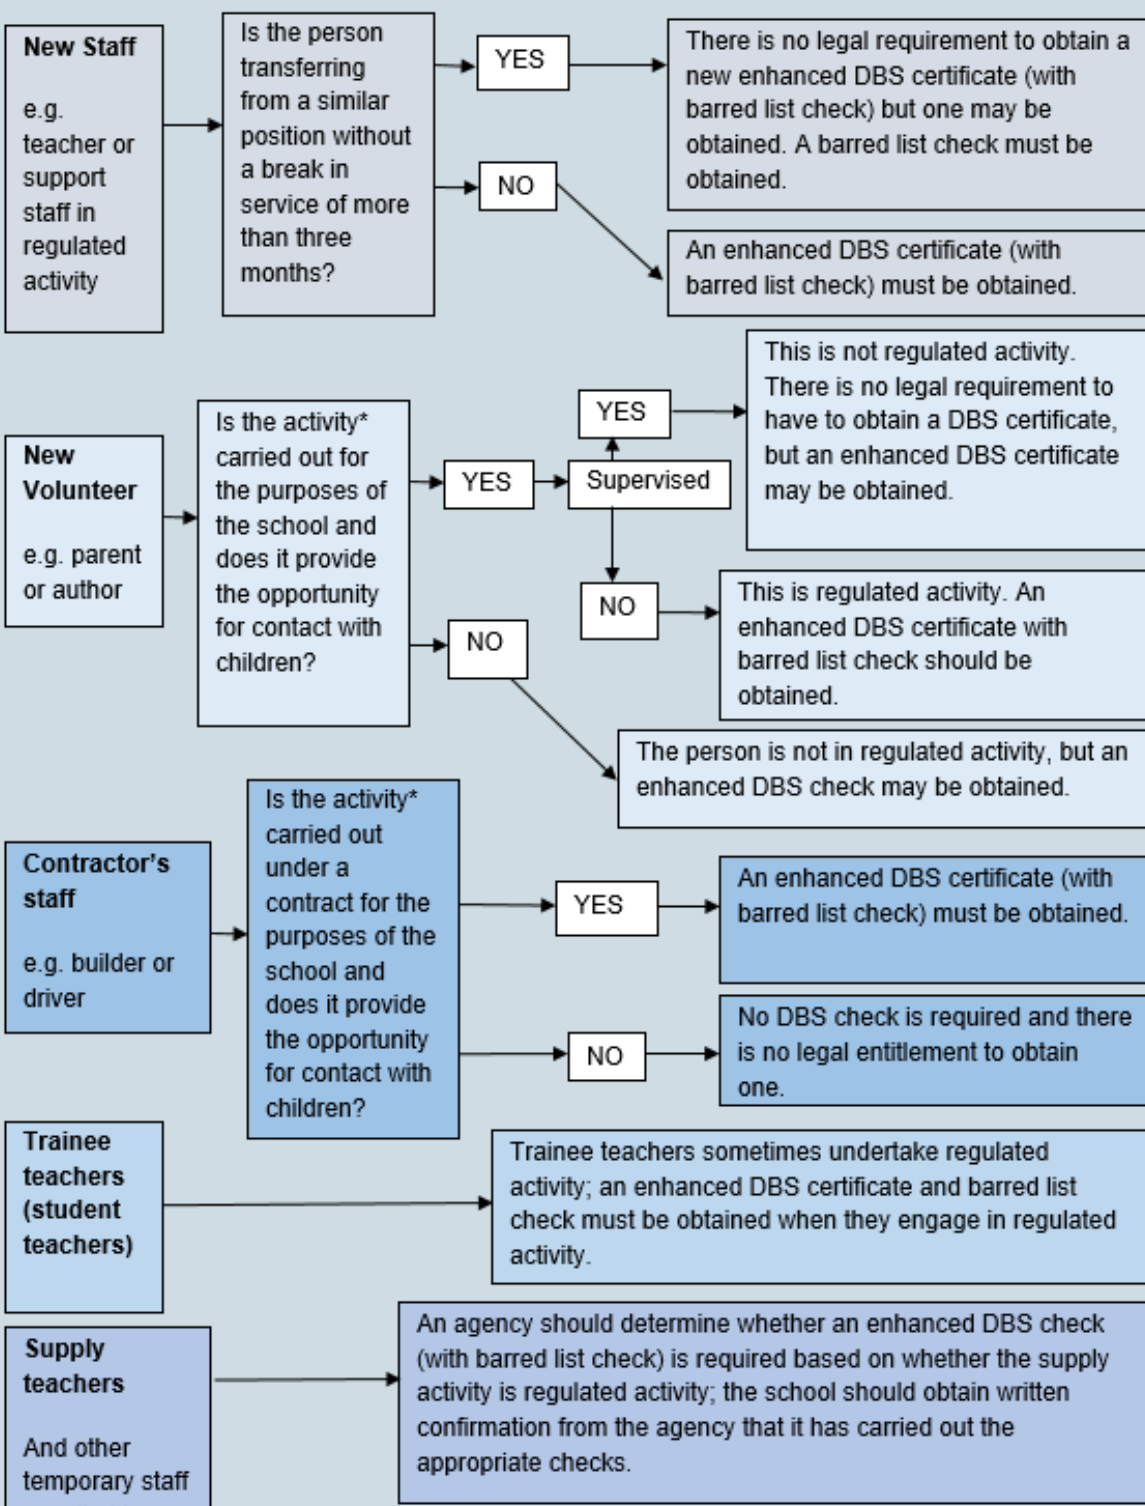 New Staff
e.g.
teacher or
support
staff in
regulated
activity
Is the person
transferring
from a similar
position without
a break in
service of more
than three
months?
YES
There is no legal requirement to obtain a
new enhanced DBS certificate (with
barred list check) but one may be
obtained. A barred list check must be
obtained.
NO
An enhanced DBS certificate (with
barred list check) must be obtained.
New
Volunteer
e.g. parent
or author
Is the activity*
carried out for
the purposes of
the school and
does it provide
the opportunity
for contact with
children?
YES
Supervised
YES
This is not regulated activity.
There is no legal requirement to
have to obtain a DBS certificate,
but an enhanced DBS certificate
may be obtained.
NO
This is regulated activity. An
enhanced DBS certificate with
barred list check should be
obtained.
NO
The person is not in regulated activity, but an
enhanced DBS check may be obtained.
Contractor's
staff
e.g. builder or
driver
Is the activity*
carried out
under a
contract for the
purposes of the
school and
does it provide
the opportunity
for contact with
children?
YES
An enhanced DBS certificate (with
barred list check) must be obtained.
NO
No DBS check is required and there
is no legal entitlement to obtain
one.
Trainee
teachers
(student
teachers)
Trainee teachers sometimes undertake regulated
activity; an enhanced DBS certificate and barred list
check must be obtained when they engage in regulated
activity.
Supply
teachers
And other
temporary staff
An agency should determine whether an enhanced DBS check
(with barred list check) is required based on whether the supply
activity is regulated activity; the school should obtain written
confirmation from the agency that it has carried out the
appropriate checks.